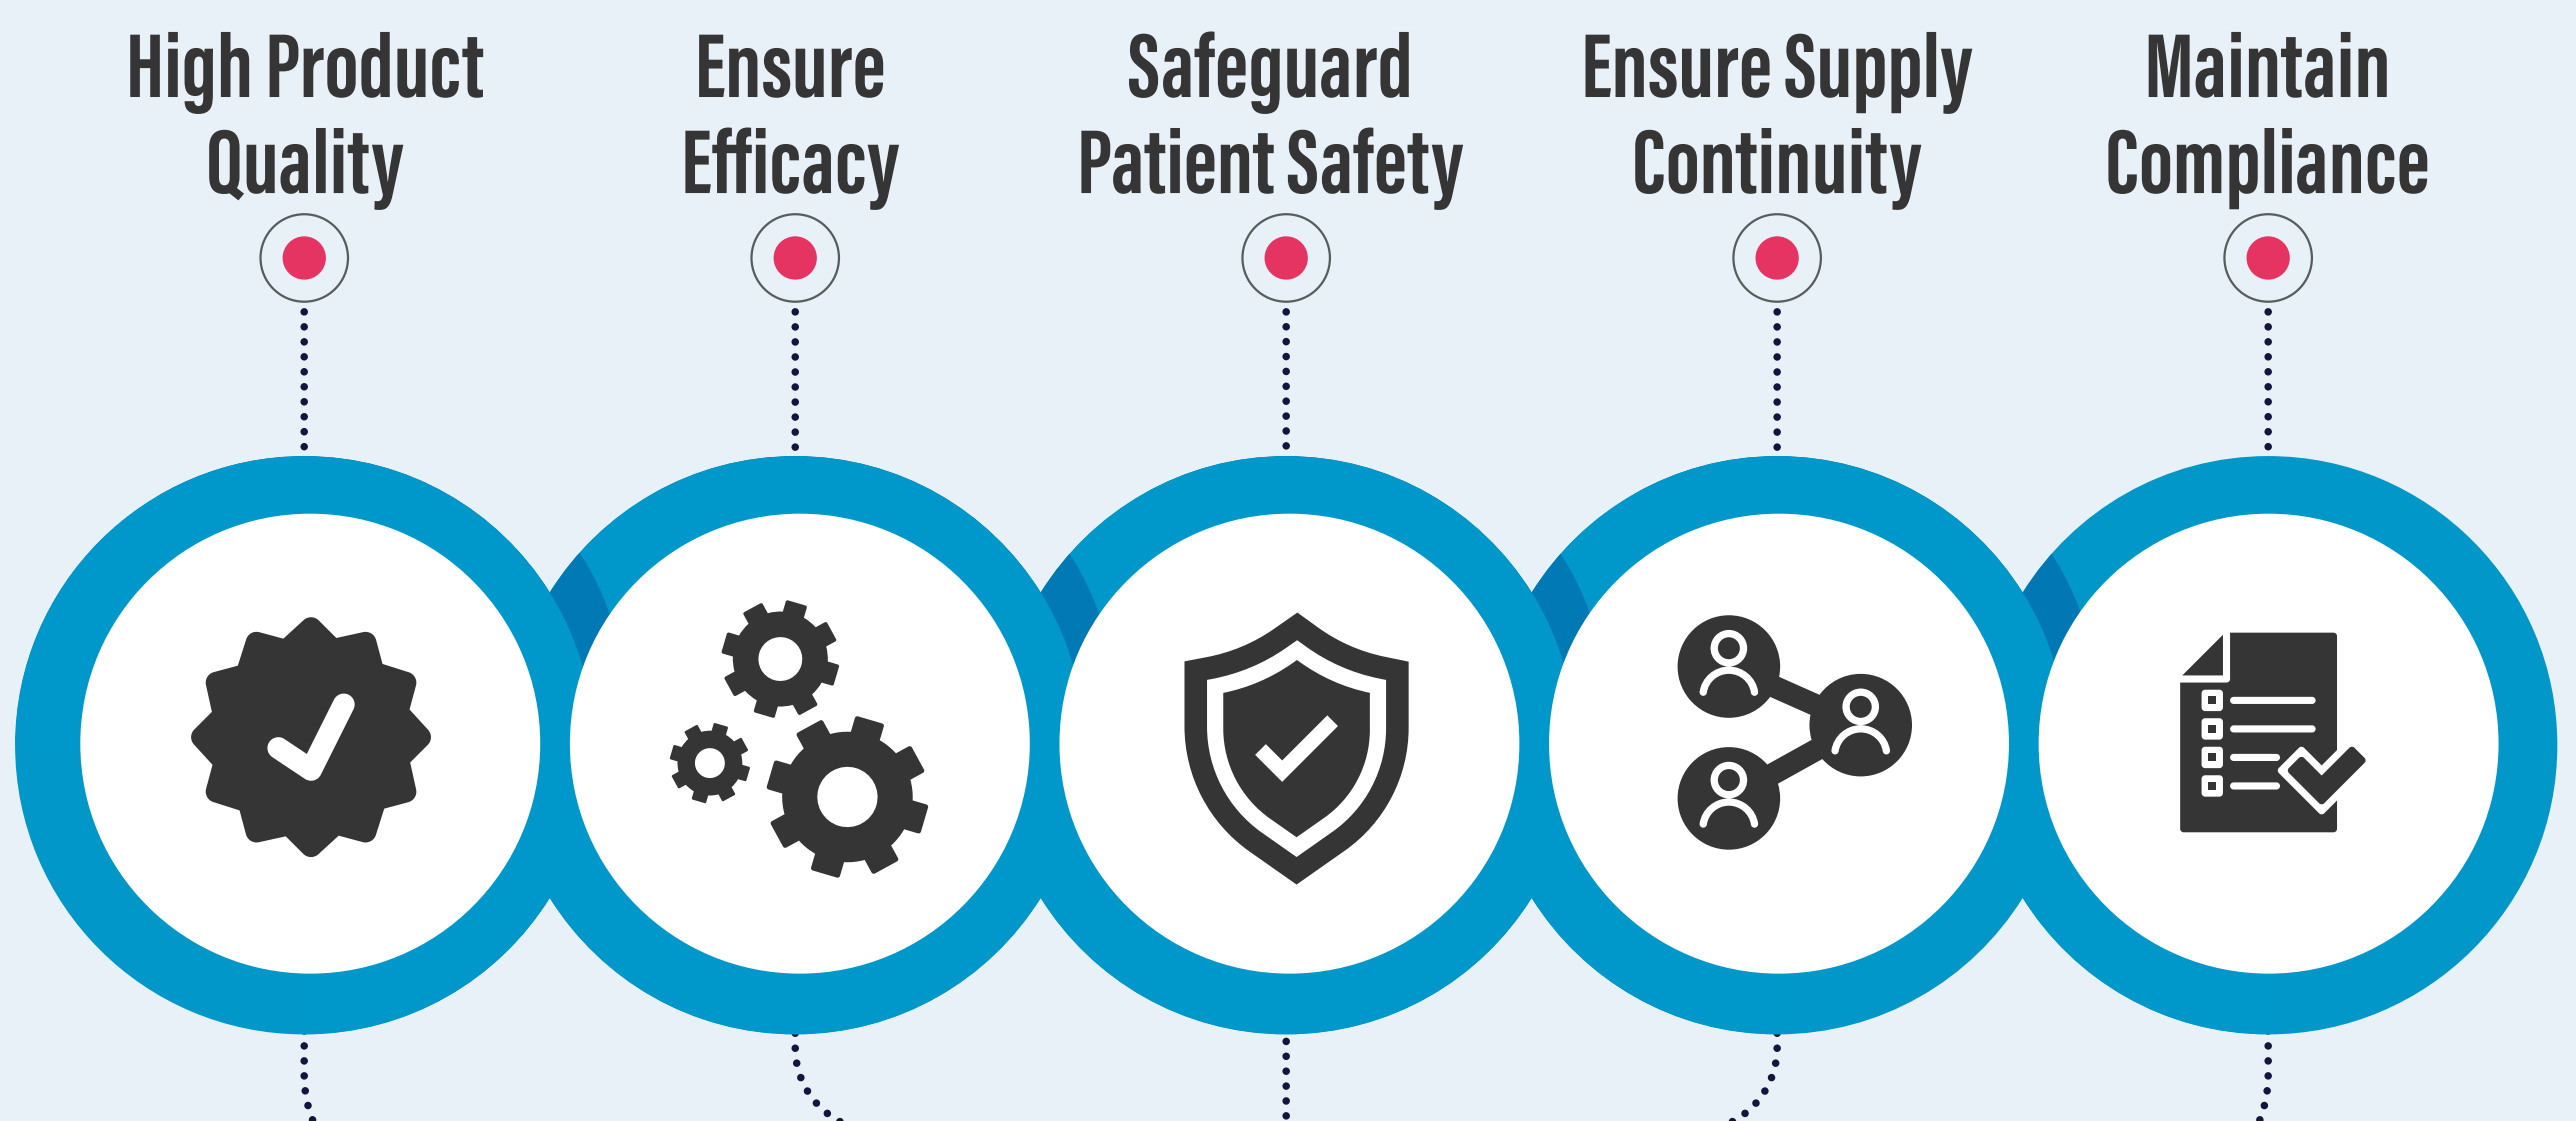 High Product
Quality
Ensure
Efficacy
Safeguard
Patient Safety
Ensure Supply
Continuity
Maintain
Compliance